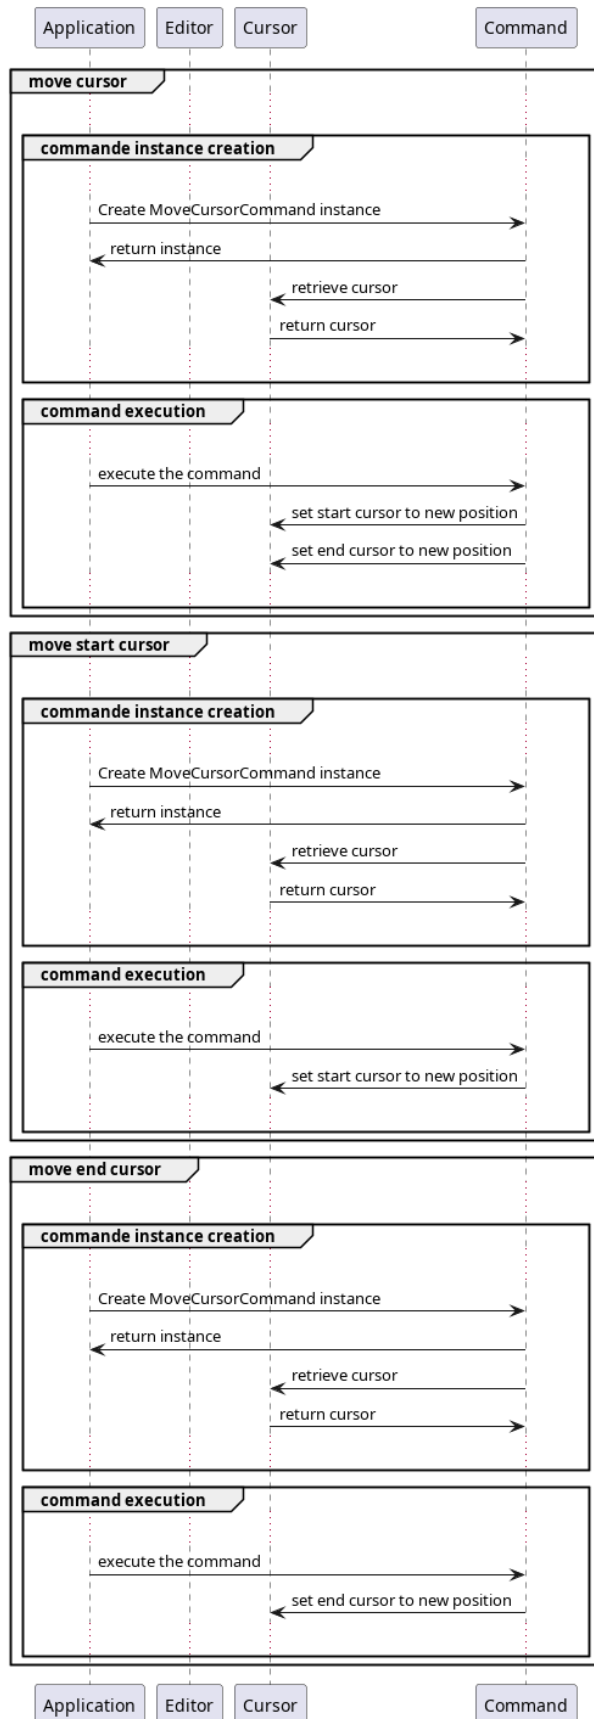 Application Editor Cursor Command
move cursor
commande instance creation
Create MoveCursorCommand instance
return instance
retrieve cursor
return cursor
command execution
execute the command
set start cursor to new position
set end cursor to new position
move start cursor
commande instance creation
Create MoveCursorCommand instance
return instance
retrieve cursor
return cursor
command execution
execute the command
set start cursor to new position
move end cursor
commande instance creation
Create MoveCursorCommand instance
return instance
retrieve cursor
return cursor
command execution
execute the command
set end cursor to new position
Application Editor Cursor Command